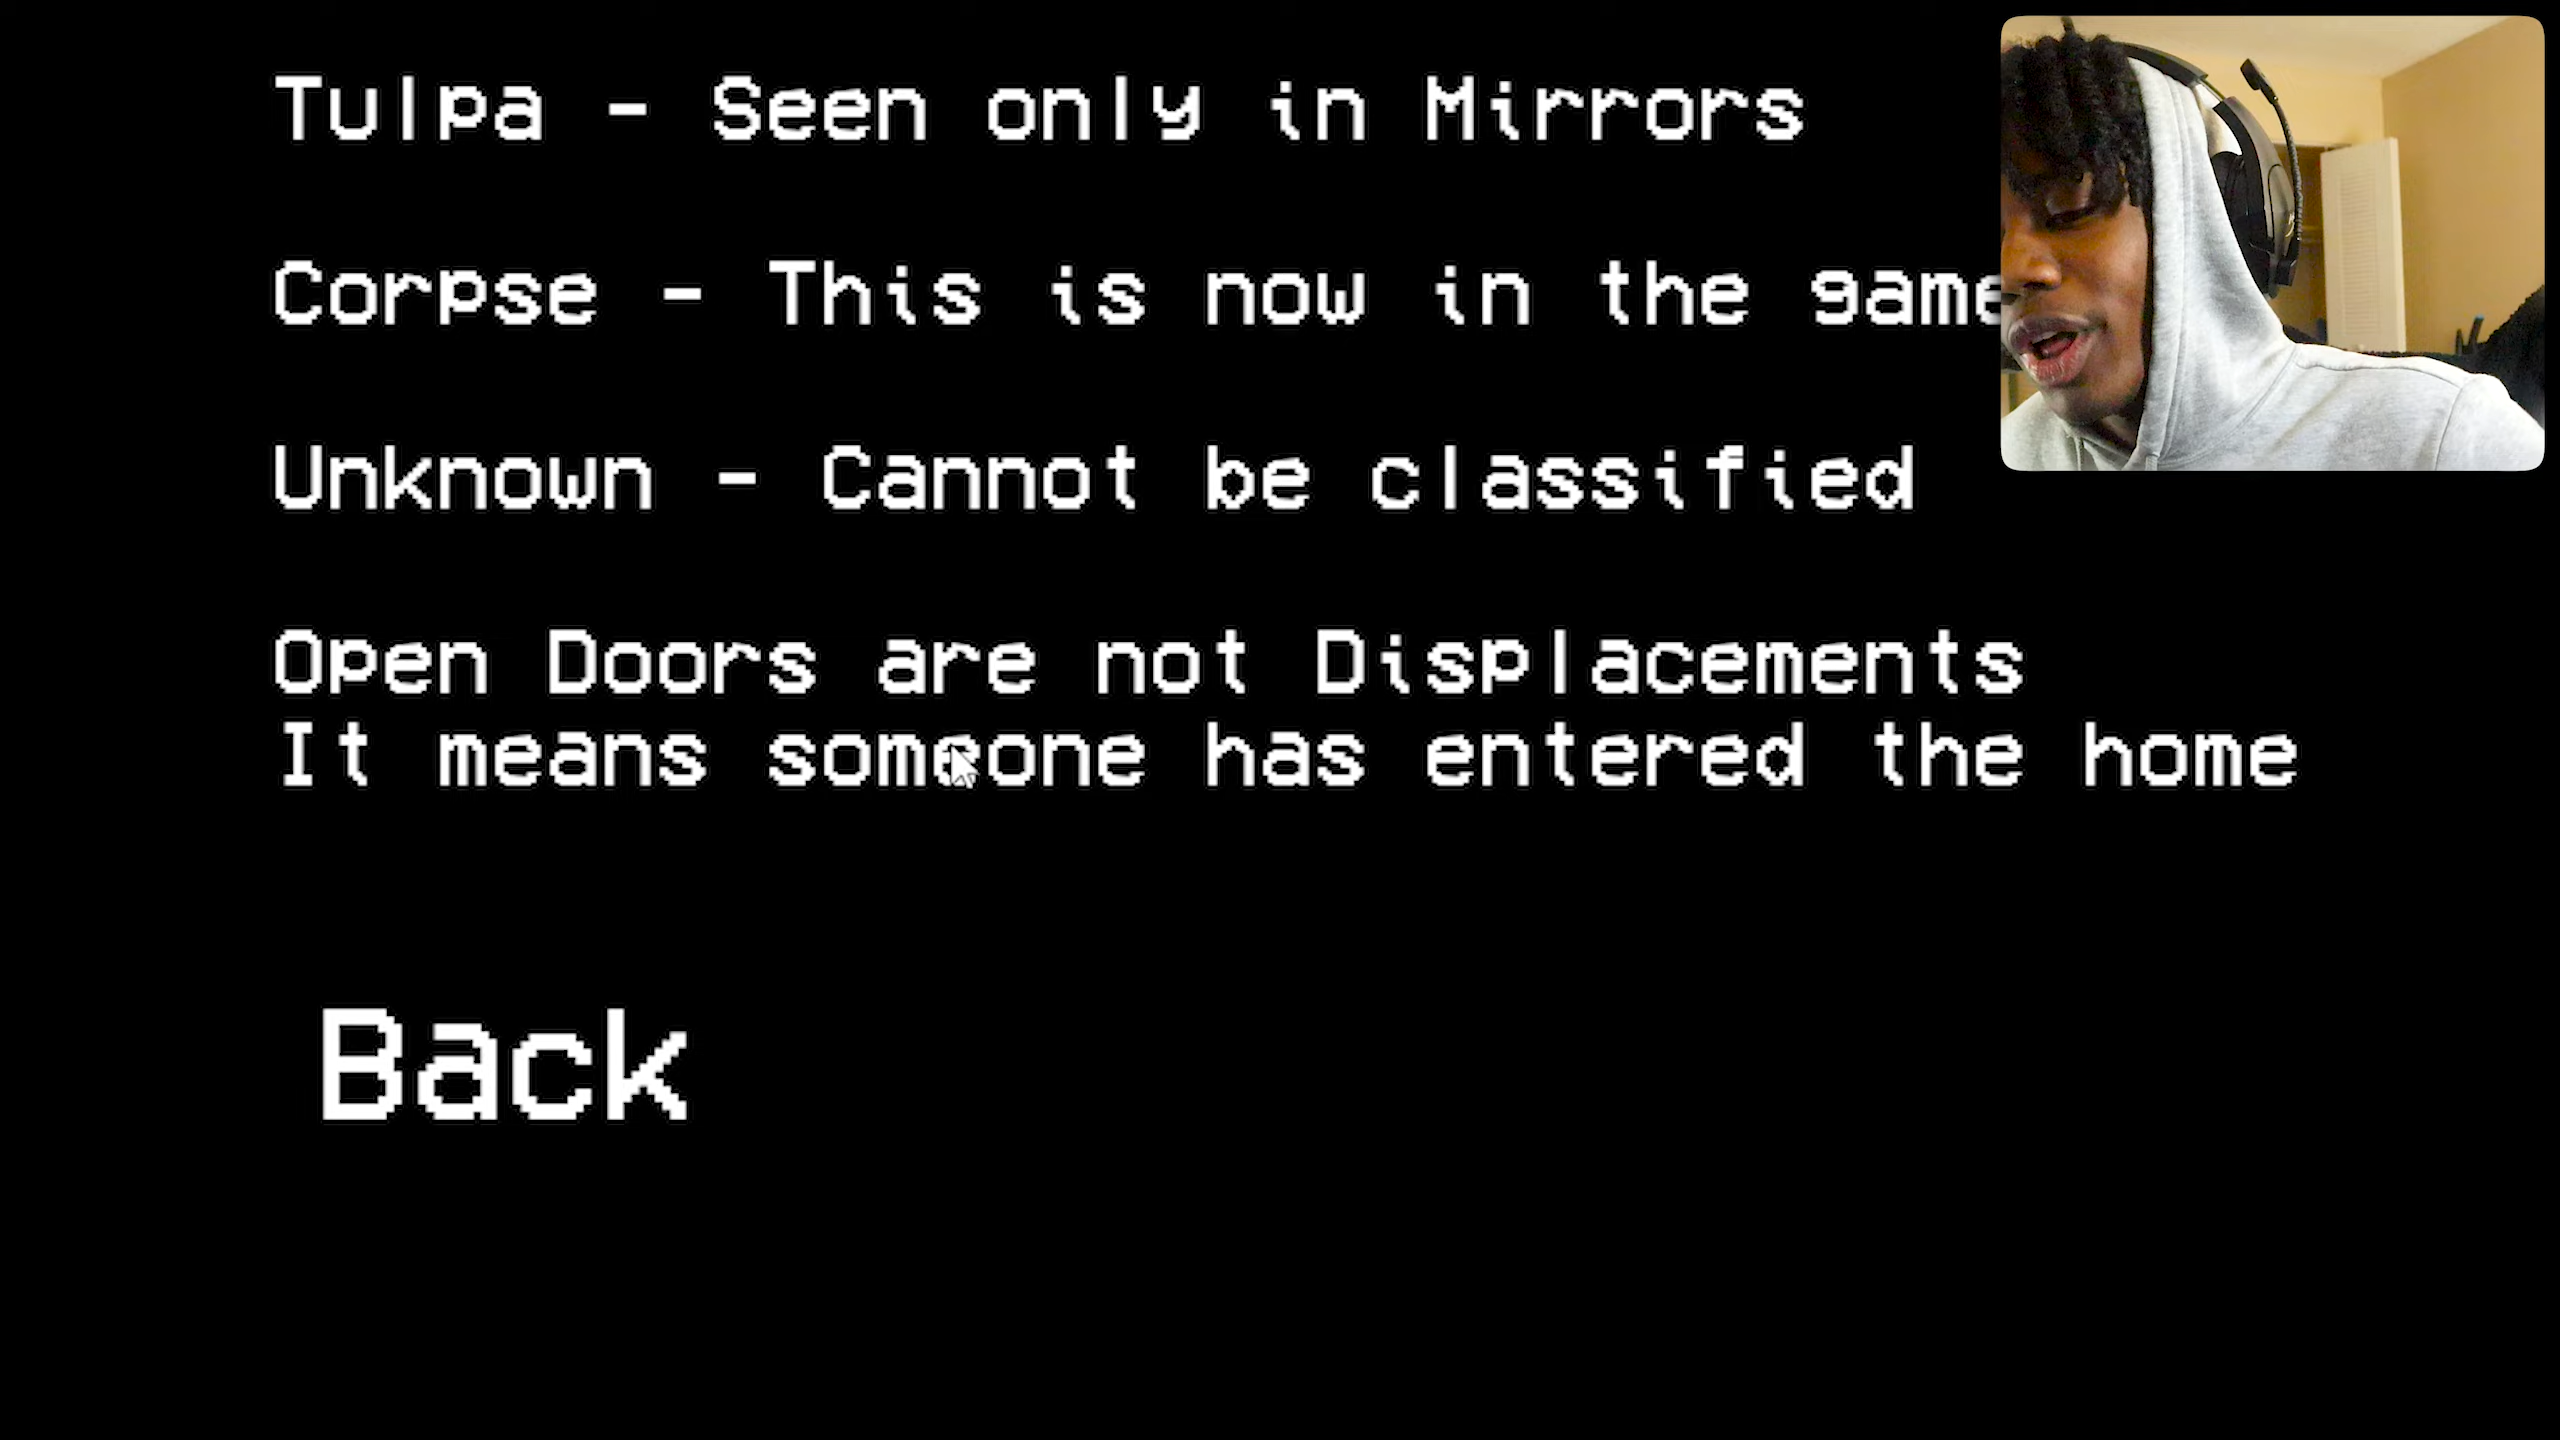 Tulpa - Seen only in Mirrors
Corpse - This is now in the game
Unknown - Cannot be classified
Open Doors are not Displacements
It means someone has entered the home
Back